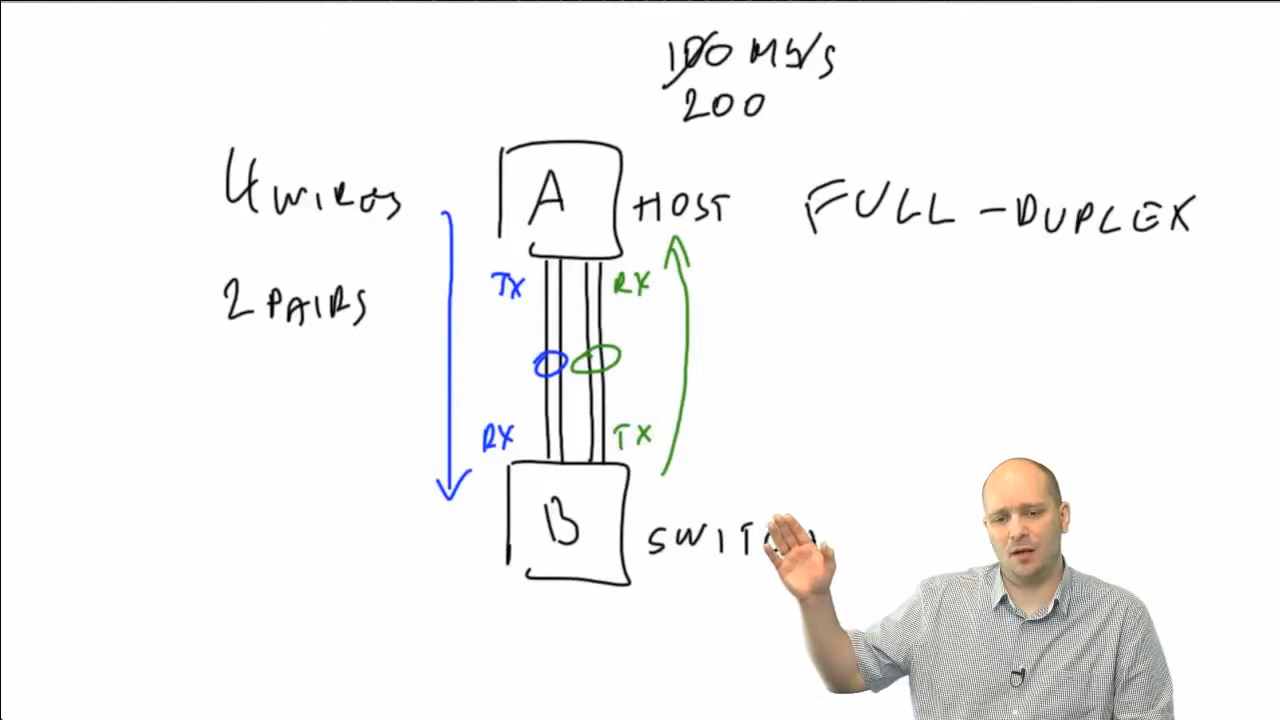 100 Mb/s
200
4 WIRES
A
HOST
FULL-DUPLEX
2 PAIRS
TX
RX
RX
TX
B